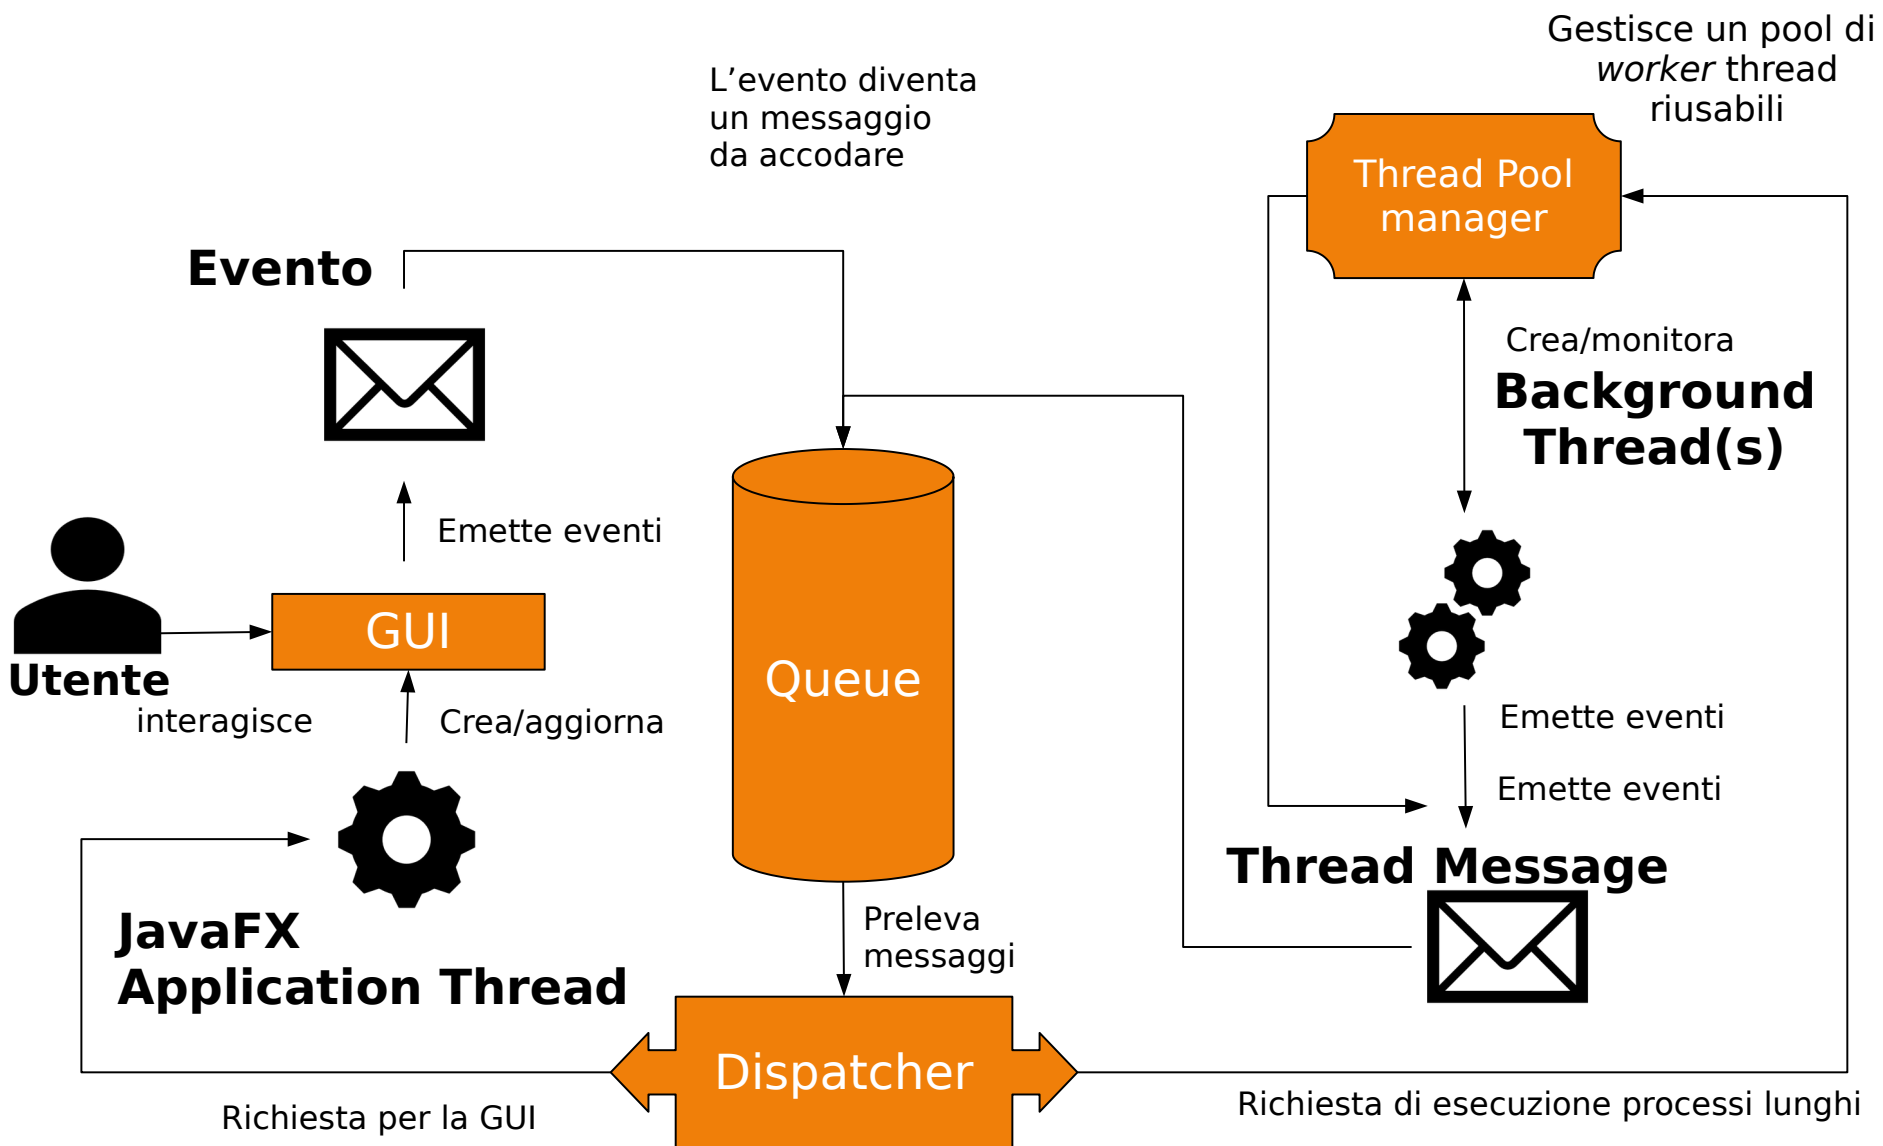 Gestisce un pool di
worker thread
riusabili
L’evento diventa
un messaggio
da accodare
Thread Pool
manager
Evento
Crea/monitora
Background
Thread(s)
Emette eventi
GUI
Utente
interagisce
Crea/aggiorna
Queue
Emette eventi
Emette eventi
Thread Message
JavaFX
Application Thread
Preleva
messaggi
Dispatcher
Richiesta per la GUI
Richiesta di esecuzione processi lunghi